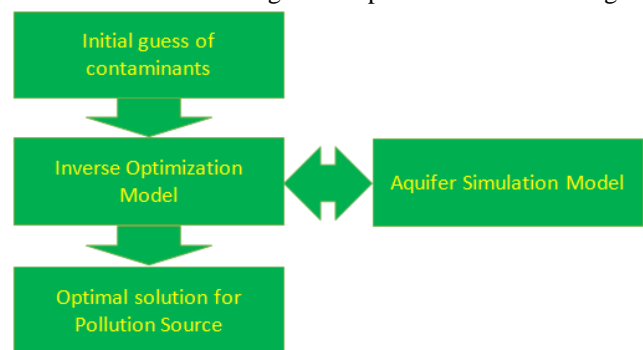 Initial guess of
contaminants
Inverse Optimization
Model
Aquifer Simulation Model
Optimal solution for
Pollution Source